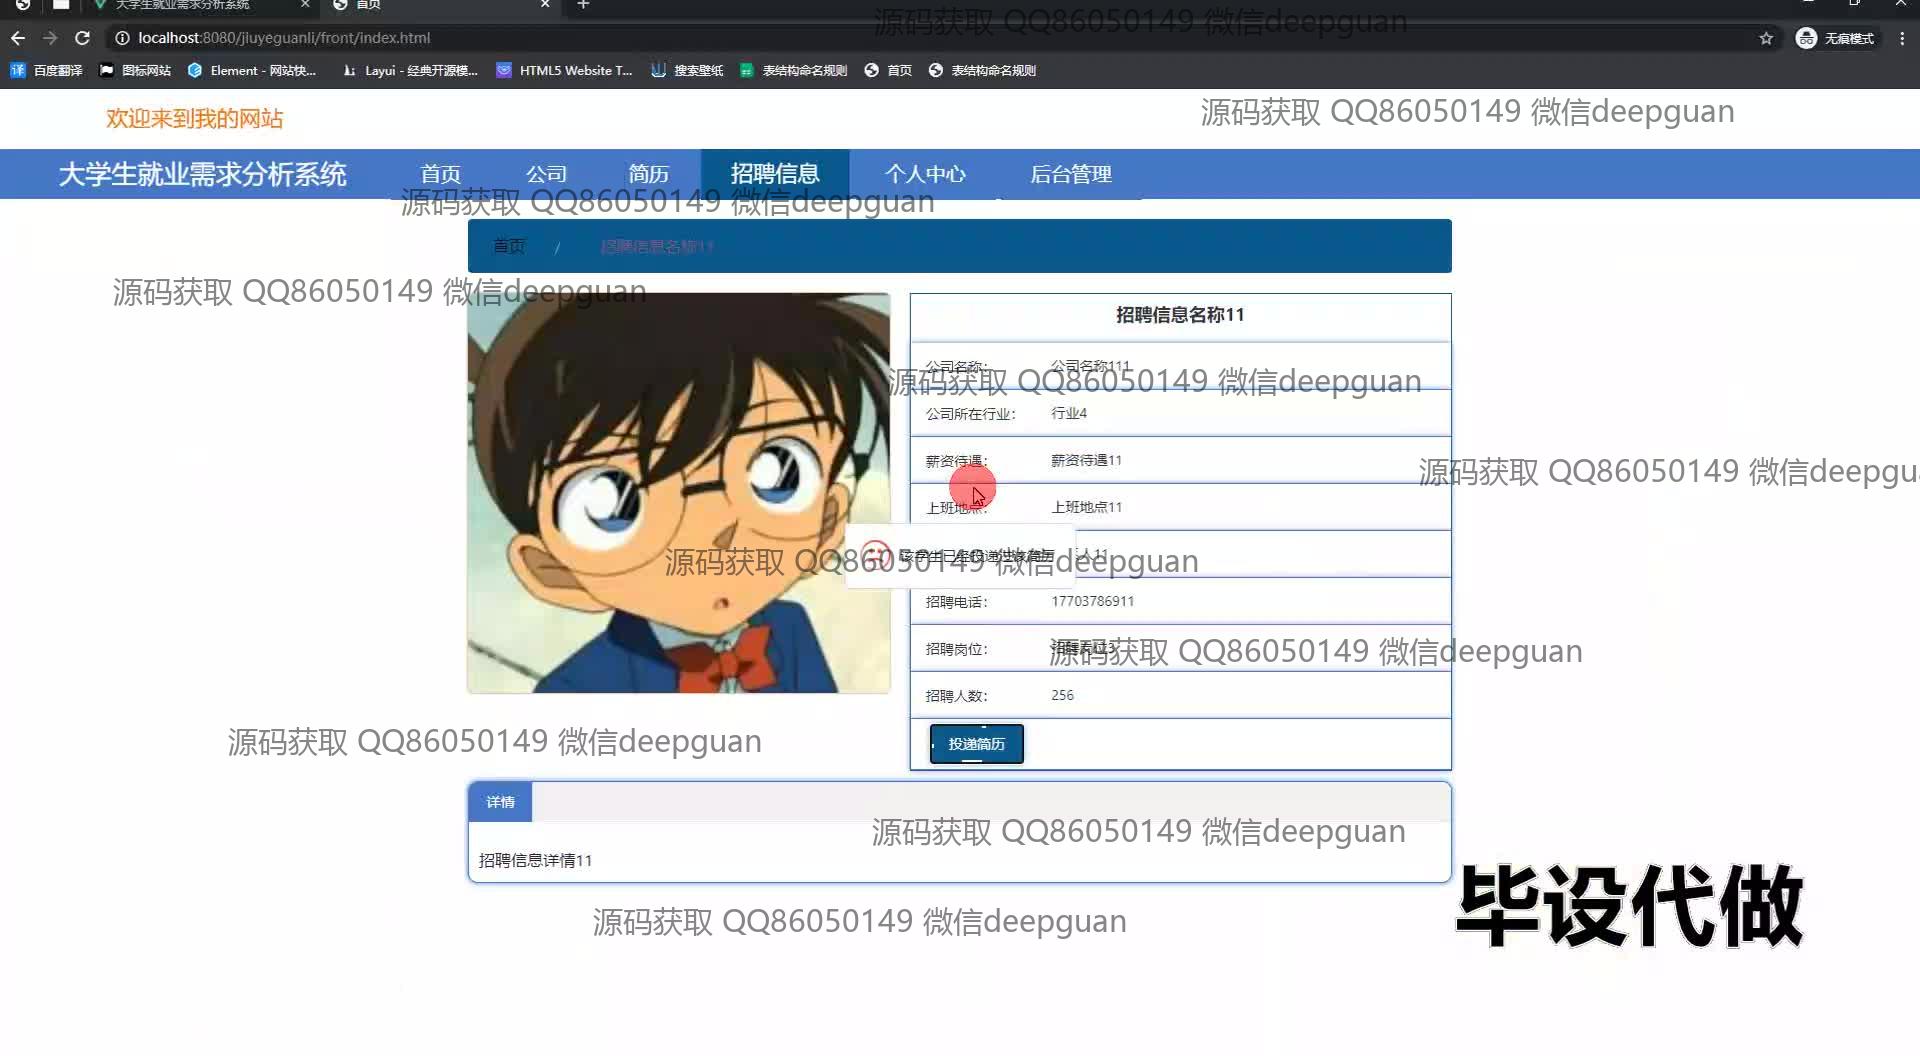 大学生就业需求分析系统
首页
localhost:8080/jiuyeguanli/front/index.html
无痕模式
百度翻译 图标网站 Element - 网站快... Layui - 经典开源模... HTML5 Website T... 搜索壁纸 表结构命名规则 首页 表结构命名规则
源码获取 QQ86050149 微信deepguan
欢迎来到我的网站
源码获取 QQ86050149 微信deepguan
大学生就业需求分析系统 首页 公司 简历 招聘信息 个人中心 后台管理
源码获取 QQ86050149 微信deepguan
首页 / 招聘信息名称11
源码获取 QQ86050149 微信deepguan
招聘信息名称11
公司名称: 公司名称111
源码获取 QQ86050149 微信deepguan
公司所在行业: 行业4
薪资待遇: 薪资待遇11
源码获取 QQ86050149 微信deepgu
上班地点: 上班地点11
该学生已经投递过该简历
人11
源码获取 QQ86050149 微信deepguan
招聘电话: 17703786911
招聘岗位: 招聘岗位3
源码获取 QQ86050149 微信deepguan
招聘人数: 256
投递简历
源码获取 QQ86050149 微信deepguan
详情
源码获取 QQ86050149 微信deepguan
招聘信息详情11
毕设代做
源码获取 QQ86050149 微信deepguan